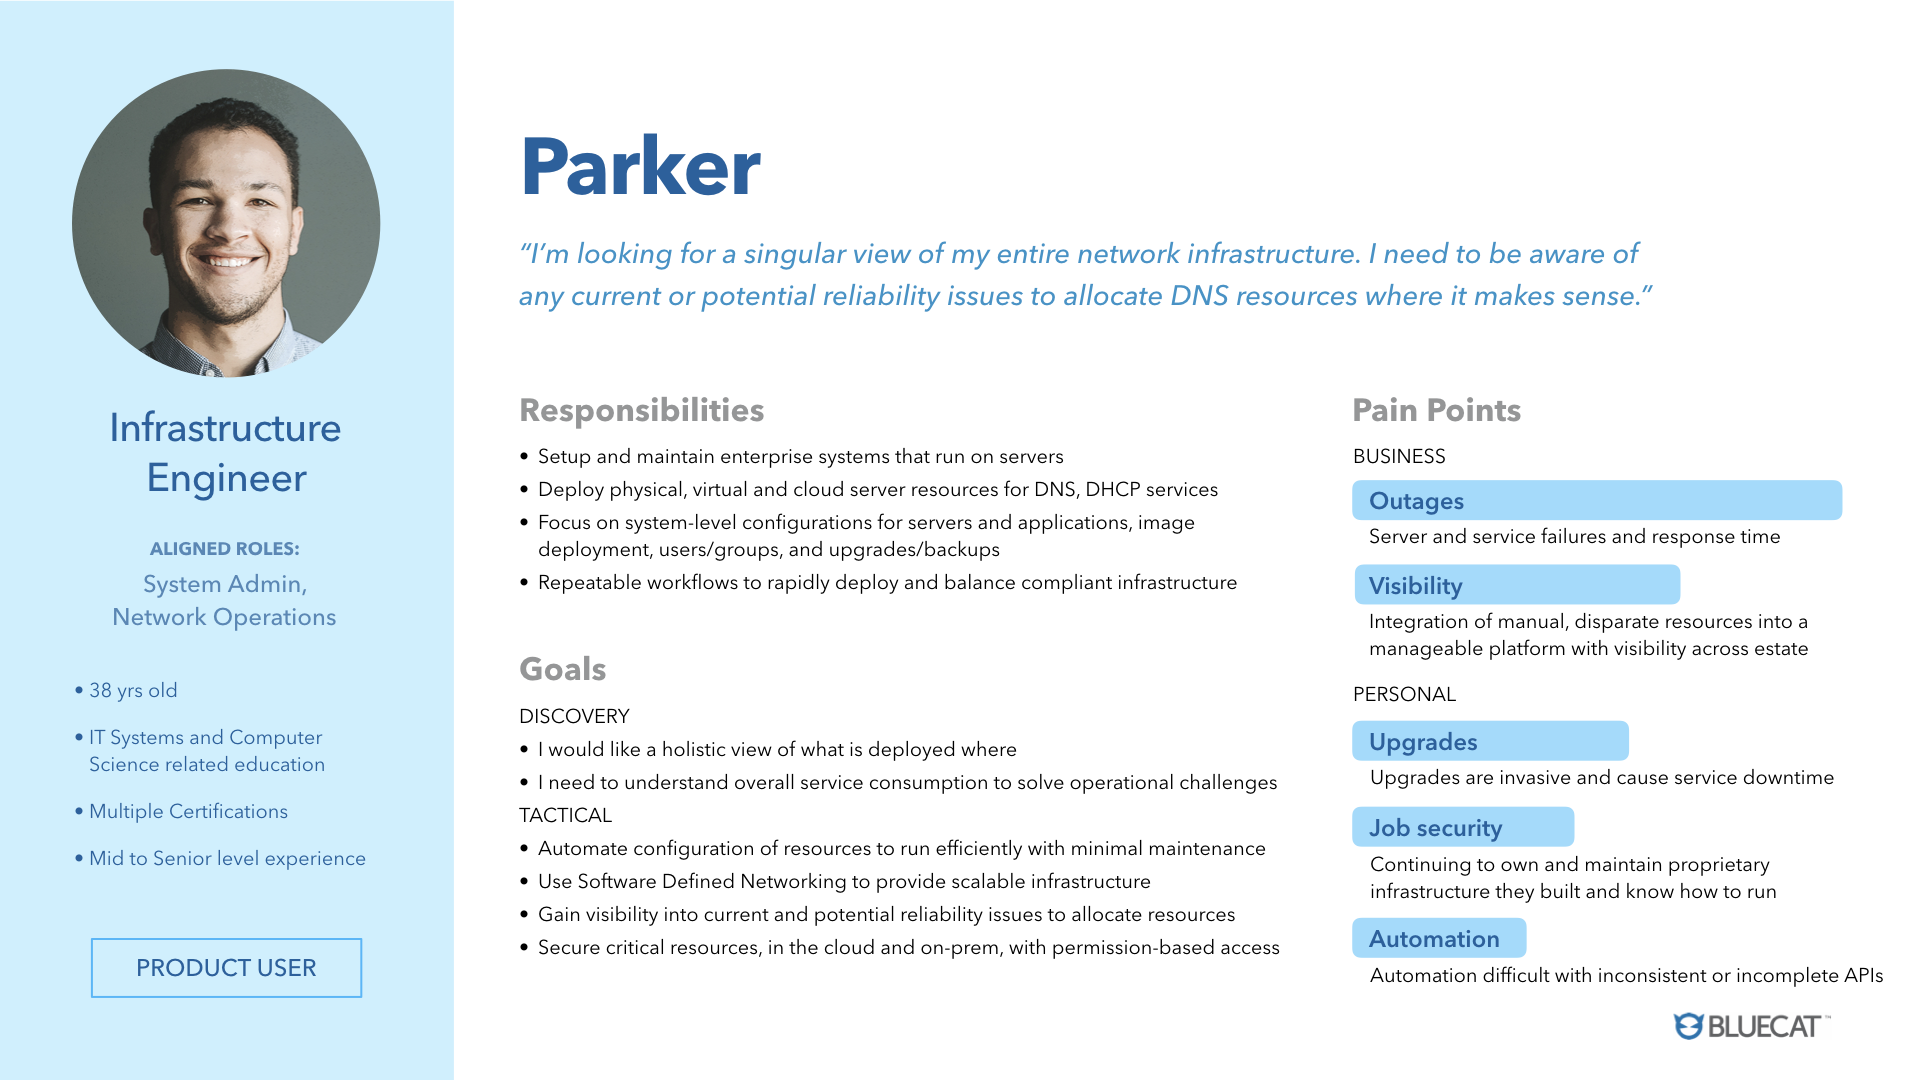 Infrastructure
Engineer
ALIGNED ROLES:
System Admin,
Network Operations
• 38 yrs old
• IT Systems and Computer
Science related education
• Multiple Certifications
• Mid to Senior level experience
PRODUCT USER
Parker
“I’m looking for a singular view of my entire network infrastructure. I need to be aware of
any current or potential reliability issues to allocate DNS resources where it makes sense.”
Responsibilities
• Setup and maintain enterprise systems that run on servers
• Deploy physical, virtual and cloud server resources for DNS, DHCP services
• Focus on system-level configurations for servers and applications, image
deployment, users/groups, and upgrades/backups
• Repeatable workflows to rapidly deploy and balance compliant infrastructure
Goals
DISCOVERY
• I would like a holistic view of what is deployed where
• I need to understand overall service consumption to solve operational challenges
TACTICAL
• Automate configuration of resources to run efficiently with minimal maintenance
• Use Software Defined Networking to provide scalable infrastructure
• Gain visibility into current and potential reliability issues to allocate resources
• Secure critical resources, in the cloud and on-prem, with permission-based access
Pain Points
BUSINESS
Outages
Server and service failures and response time
Visibility
Integration of manual, disparate resources into a
manageable platform with visibility across estate
PERSONAL
Upgrades
Upgrades are invasive and cause service downtime
Job security
Continuing to own and maintain proprietary
infrastructure they built and know how to run
Automation
Automation difficult with inconsistent or incomplete APIs
BLUECAT™